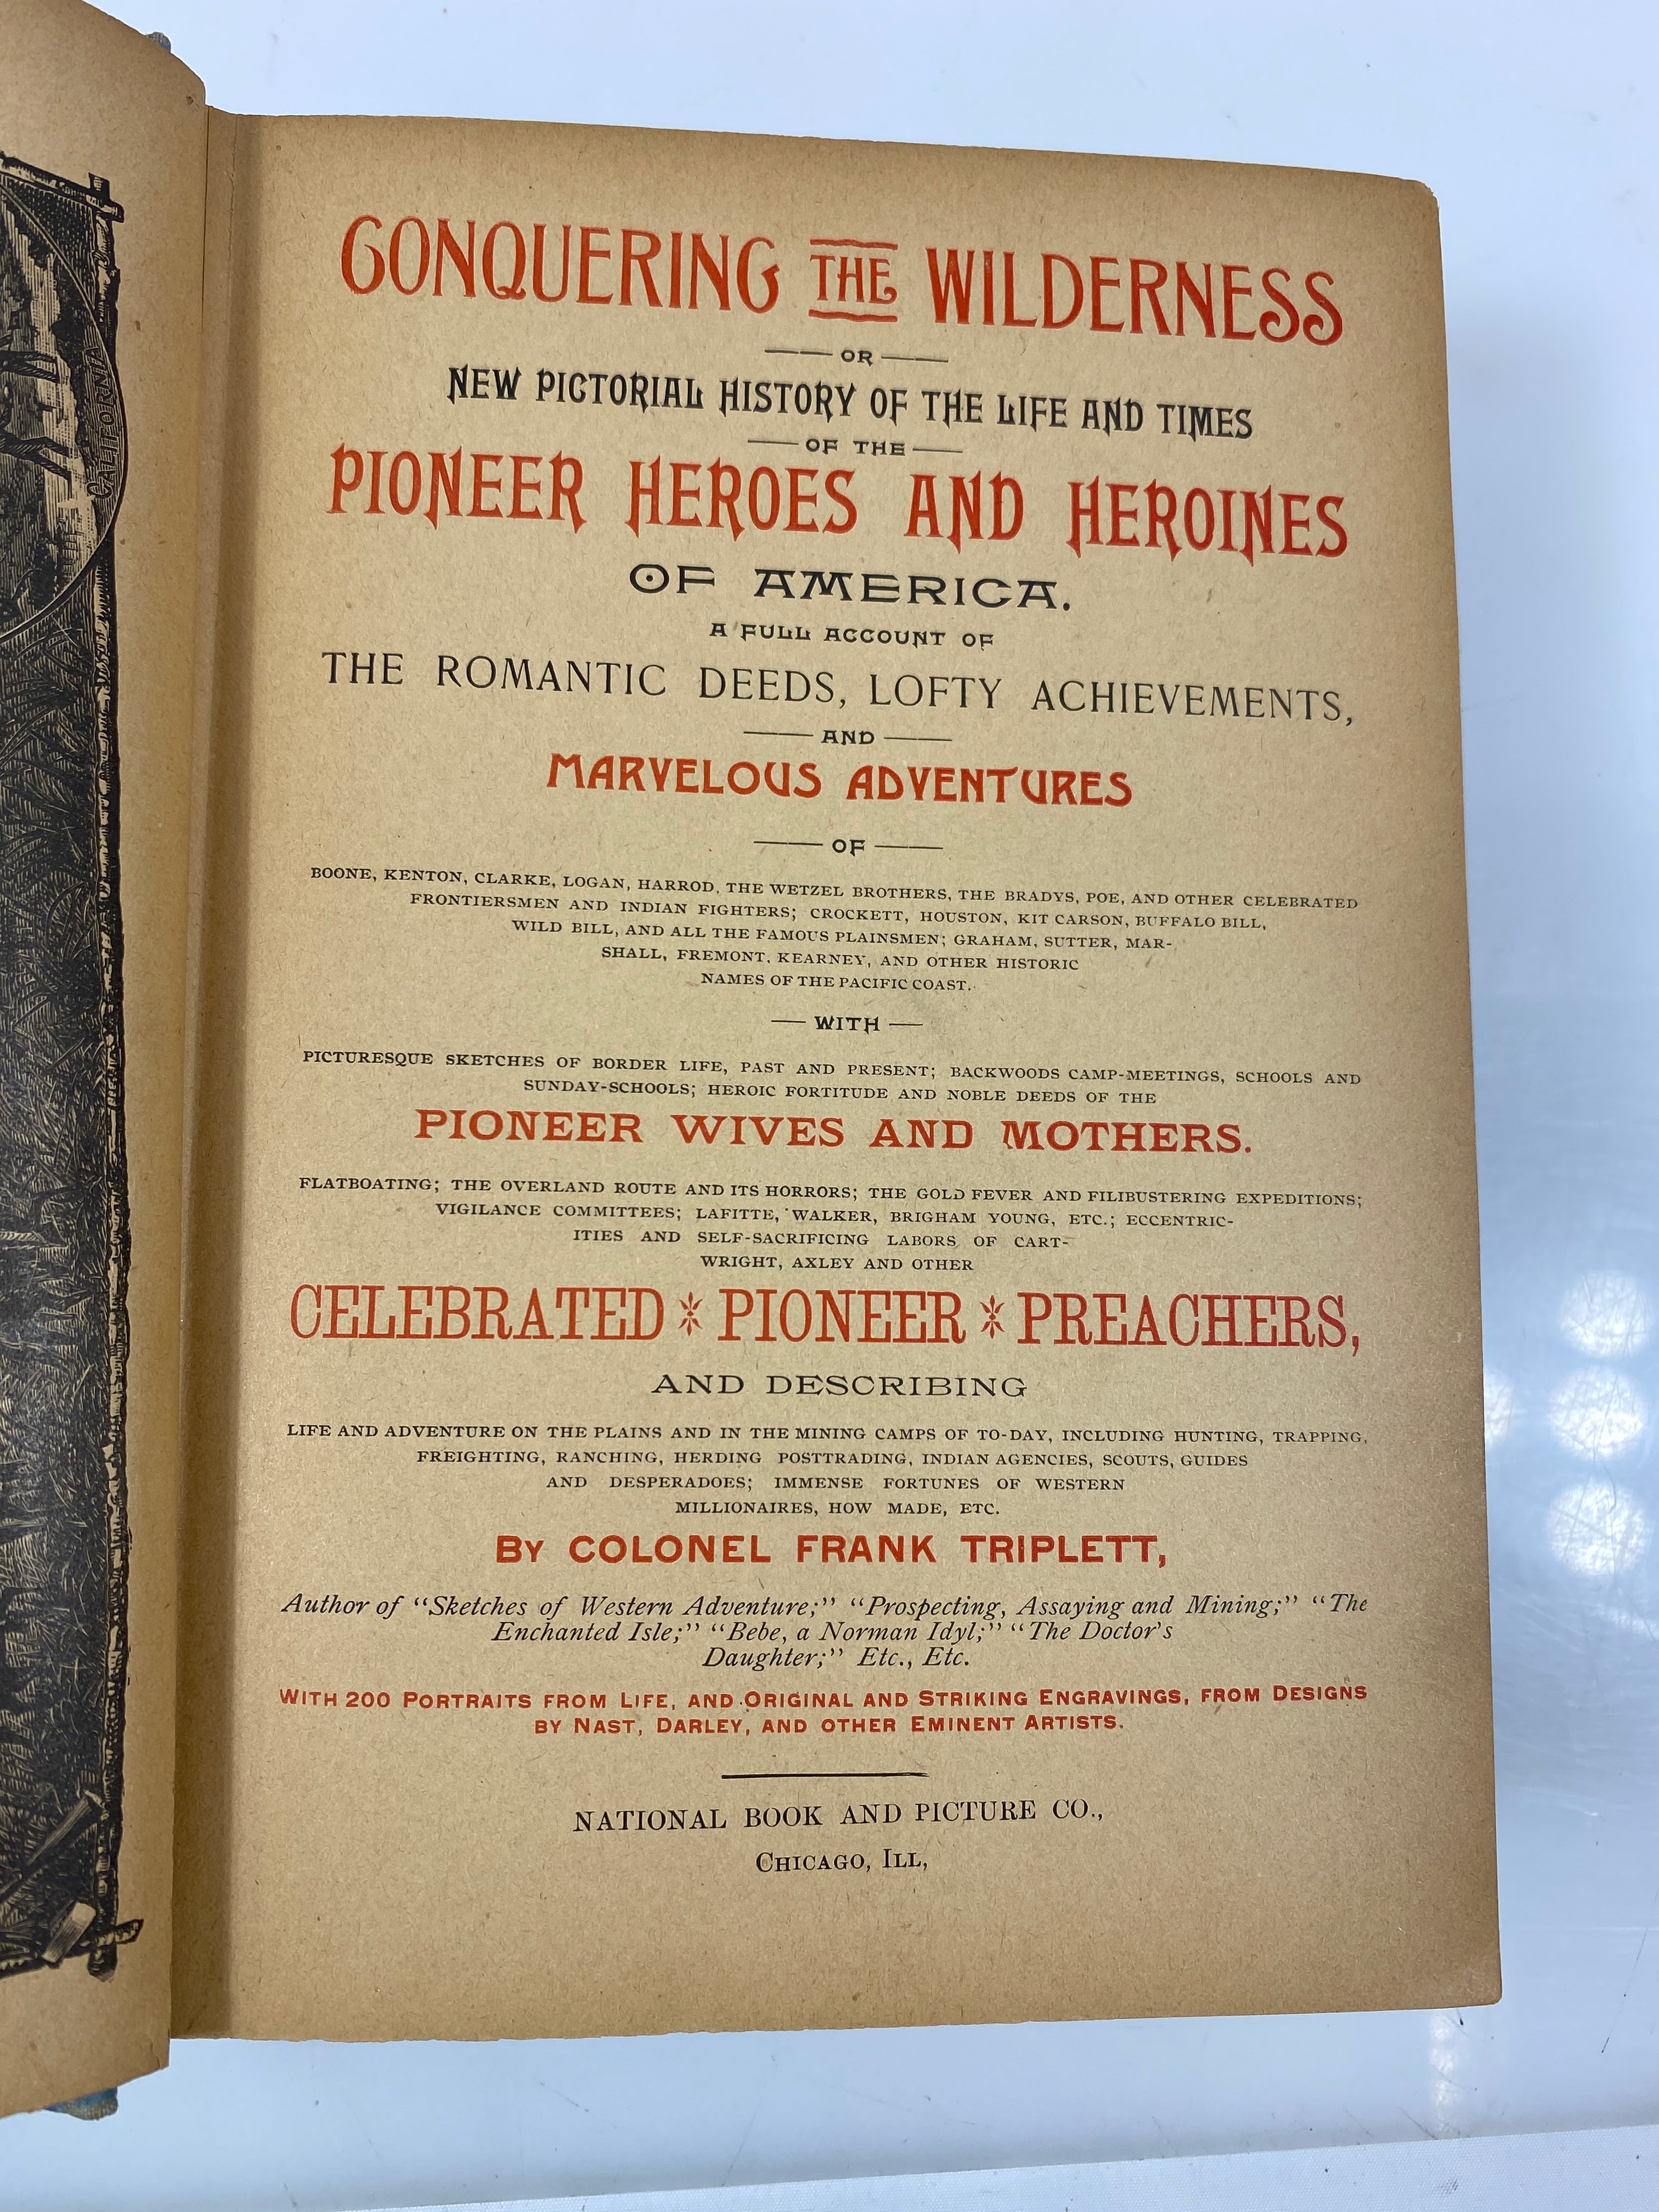 CALIFORNIA
CONQUERING THE WILDERNESS
OR
NEW PICTORIAL HISTORY OF THE LIFE AND TIMES
OF THE
PIONEER HEROES AND HEROINES
OF AMERICA.
A FULL ACCOUNT OF
THE ROMANTIC DEEDS, LOFTY ACHIEVEMENTS,
AND
MARVELOUS ADVENTURES
OF
BOONE, KENTON, CLARKE, LOGAN, HARROD, THE WETZEL BROTHERS, THE BRADYS, POE, AND OTHER CELEBRATED
FRONTIERSMEN AND INDIAN FIGHTERS; CROCKETT, HOUSTON, KIT CARSON, BUFFALO BILL,
WILD BILL, AND ALL THE FAMOUS PLAINSMEN; GRAHAM, SUTTER, MAR-
SHALL, FREMONT, KEARNEY, AND OTHER HISTORIC
NAMES OF THE PACIFIC COAST.
WITH
PICTURESQUE SKETCHES OF BORDER LIFE, PAST AND PRESENT; BACKWOODS CAMP-MEETINGS, SCHOOLS AND
SUNDAY-SCHOOLS; HEROIC FORTITUDE AND NOBLE DEEDS OF THE
PIONEER WIVES AND MOTHERS.
FLATBOATING; THE OVERLAND ROUTE AND ITS HORRORS; THE GOLD FEVER AND FILIBUSTERING EXPEDITIONS;
VIGILANCE COMMITTEES; LAFITTE, WALKER, BRIGHAM YOUNG, ETC.; ECCENTRIC-
ITIES AND SELF-SACRIFICING LABORS OF CART-
WRIGHT, AXLEY AND OTHER
CELEBRATED PIONEER PREACHERS,
AND DESCRIBING
LIFE AND ADVENTURE ON THE PLAINS AND IN THE MINING CAMPS OF TO-DAY, INCLUDING HUNTING, TRAPPING,
FREIGHTING, RANCHING, HERDING POSTTRADING, INDIAN AGENCIES, SCOUTS, GUIDES
AND DESPERADOES; IMMENSE FORTUNES OF WESTERN
MILLIONAIRES, HOW MADE, ETC.
BY COLONEL FRANK TRIPLETT,
Author of "Sketches of Western Adventure;" "Prospecting, Assaying and Mining;" "The
Enchanted Isle;" "Bebe, a Norman Idyl;" "The Doctor's
Daughter;" Etc., Etc.
WITH 200 PORTRAITS FROM LIFE, AND ORIGINAL AND STRIKING ENGRAVINGS, FROM DESIGNS
BY NAST, DARLEY, AND OTHER EMINENT ARTISTS.
NATIONAL BOOK AND PICTURE CO.,
CHICAGO, ILL,